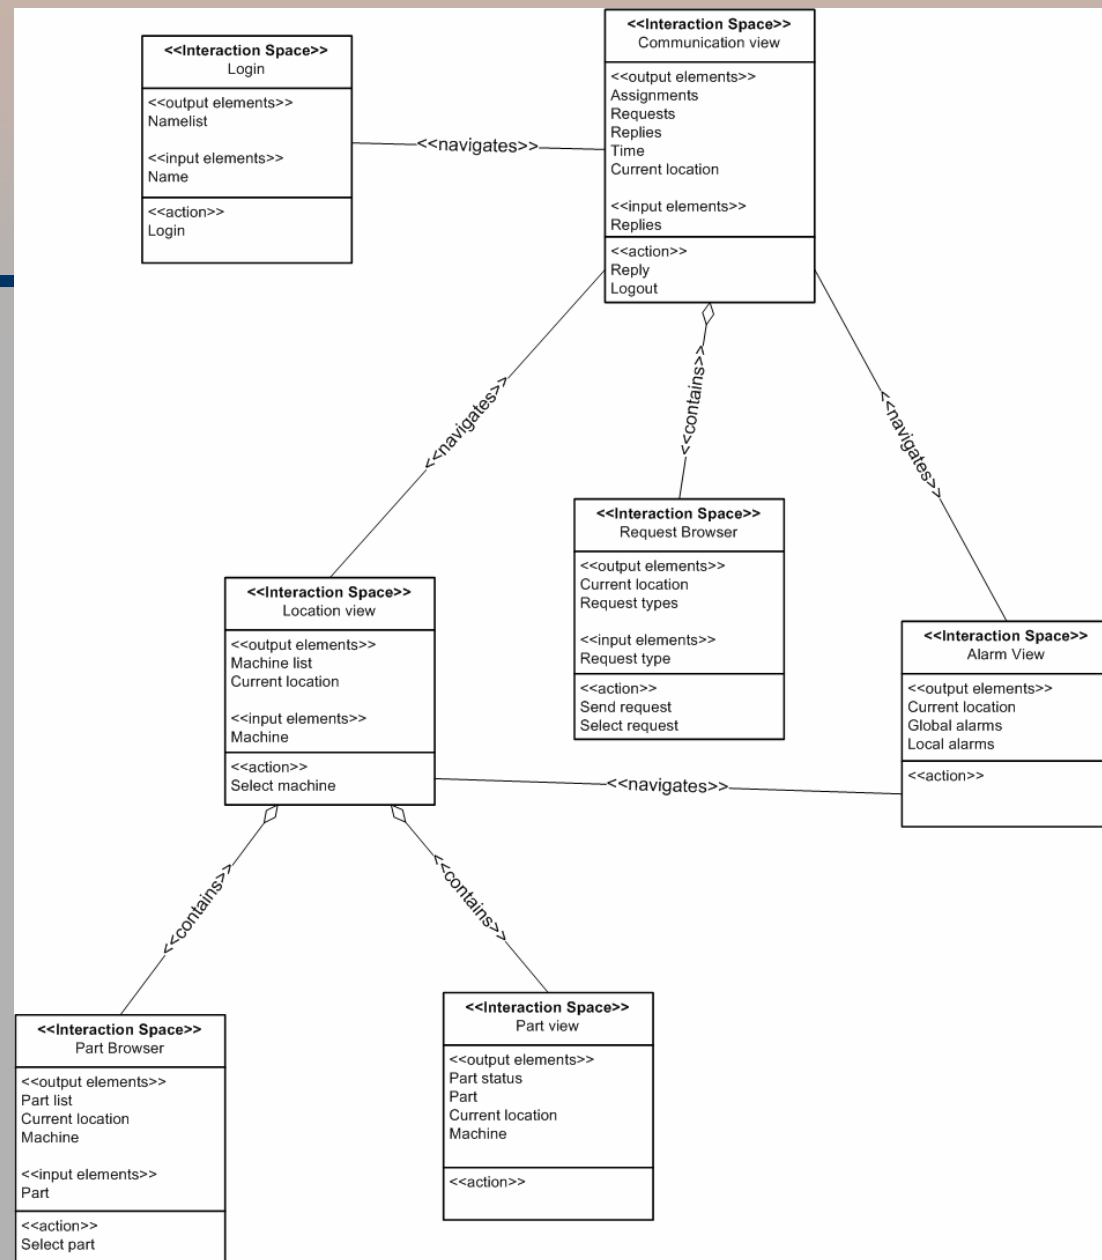 <<Interaction Space>>
Login
<<output elements>>
Namelist
<<input elements>>
Name
<<action>>
Login
<<navigates>>
<<Interaction Space>>
Communication view
<<output elements>>
Assignments
Requests
Replies
Time
Current location
<<input elements>>
Replies
<<action>>
Reply
Logout
<<navigates>>
<<contains>>
<<navigates>>
<<Interaction Space>>
Request Browser
<<output elements>>
Current location
Request types
<<input elements>>
Request type
<<action>>
Send request
Select request
<<Interaction Space>>
Location view
<<output elements>>
Machine list
Current location
<<input elements>>
Machine
<<action>>
Select machine
<<navigates>>
<<Interaction Space>>
Alarm View
<<output elements>>
Current location
Global alarms
Local alarms
<<action>>
<<contains>>
<<contains>>
<<Interaction Space>>
Part Browser
<<output elements>>
Part list
Current location
Machine
<<input elements>>
Part
<<action>>
Select part
<<Interaction Space>>
Part view
<<output elements>>
Part status
Part
Current location
Machine
<<action>>